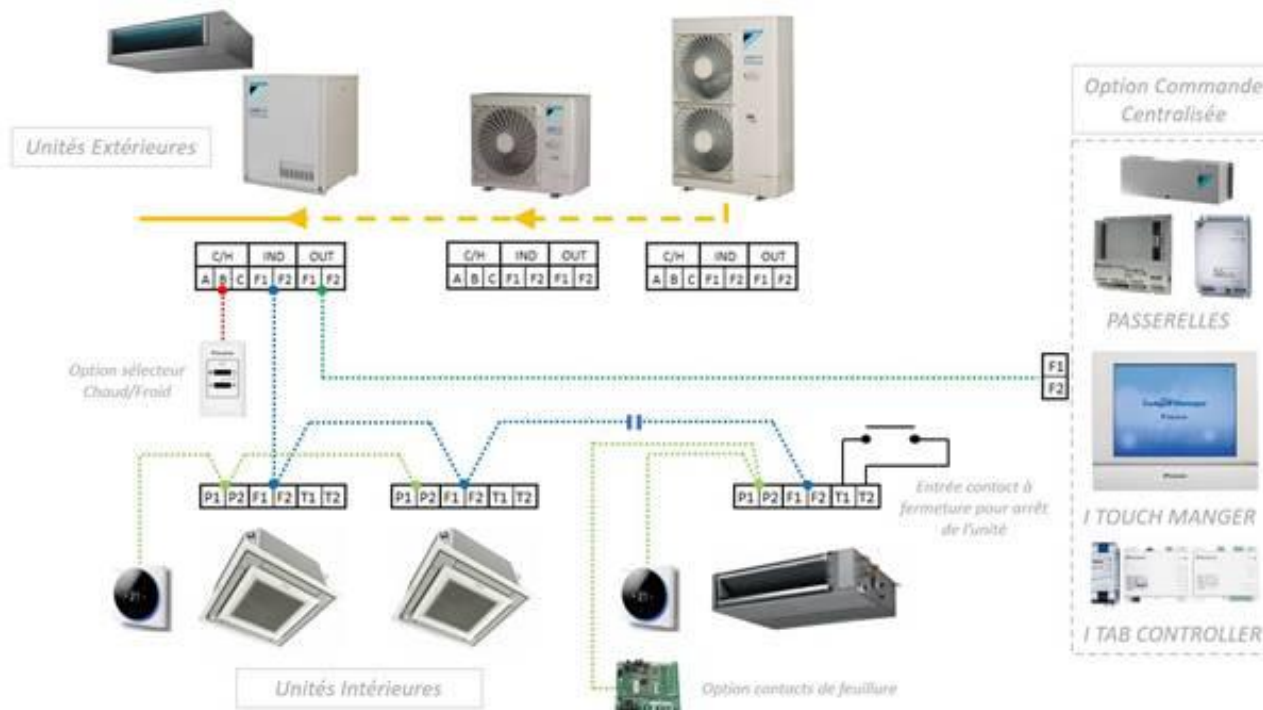 Option Commande
Centralisée
Unités Extérieures
C/H IND OUT
A B C F1 F2 F1 F2
C/H IND OUT
A B C F1 F2 F1 F2
C/H IND OUT
A B C F1 F2 F1 F2
PASSERELLES
Option sélecteur
Chaud/Froid
F1
F2
P1 P2 F1 F2 T1 T2
P1 P2 F1 F2 T1 T2
P1 P2 F1 F2 T1 T2
Entrée contact à
fermeture pour arrêt
de l'unité
I TOUCH MANGER
I TAB CONTROLLER
Unités Intérieures
Option contacts de feuillure